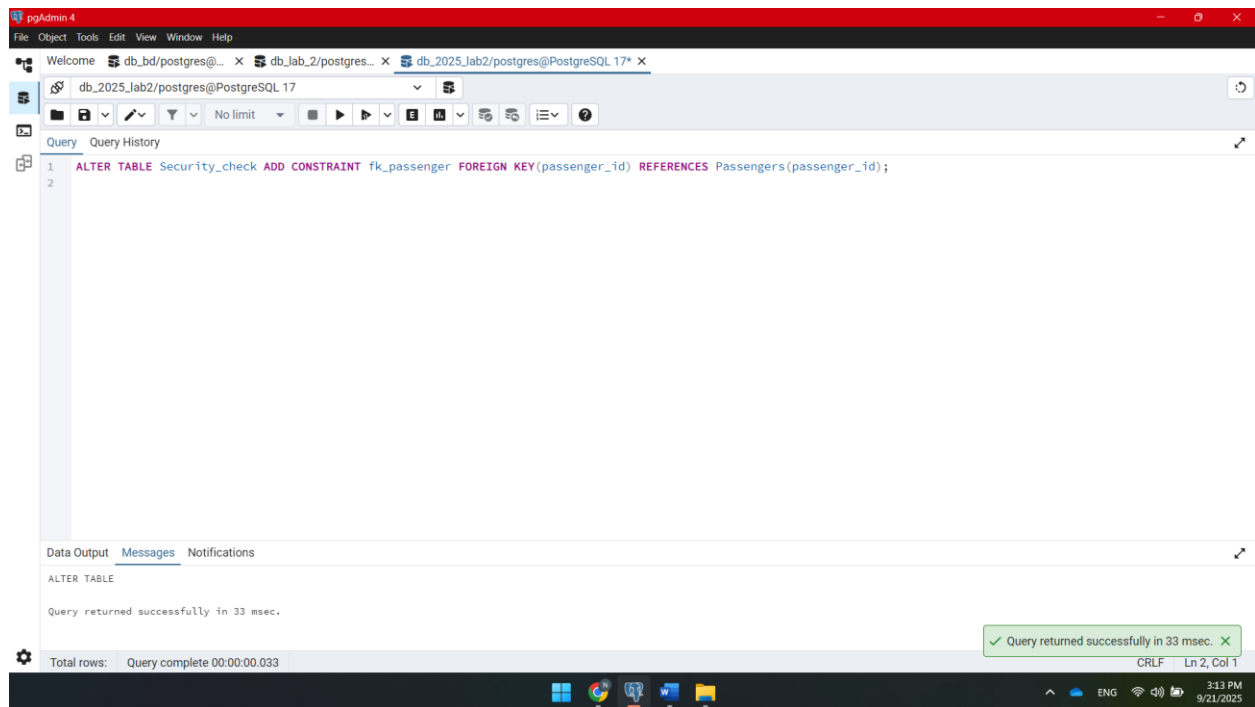 pgAdmin 4
File Object Tools Edit View Window Help
Welcome db_bd/postgres@... db_lab_2/postgres... db_2025_lab2/postgres@PostgreSQL 17*
db_2025_lab2/postgres@PostgreSQL 17
No limit
Query Query History
1 ALTER TABLE Security_check ADD CONSTRAINT fk_passenger FOREIGN KEY(passenger_id) REFERENCES Passengers(passenger_id);
2
Data Output Messages Notifications
ALTER TABLE
Query returned successfully in 33 msec.
Query returned successfully in 33 msec.
Total rows: Query complete 00:00:00.033 CRLF Ln 2, Col 1
ENG 3:13 PM
9/21/2025